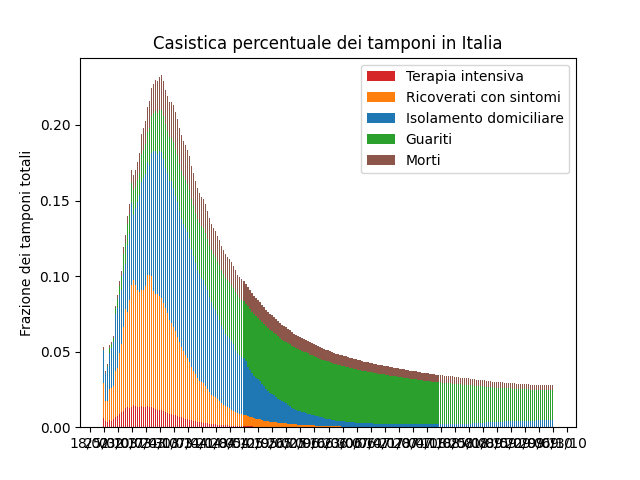 Casistica percentuale dei tamponi in Italia
Terapia intensiva
Ricoverati con sintomi
Isolamento domiciliare
Guariti
Morti
Frazione dei tamponi totali
0.20
0.15
0.10
0.05
0.00